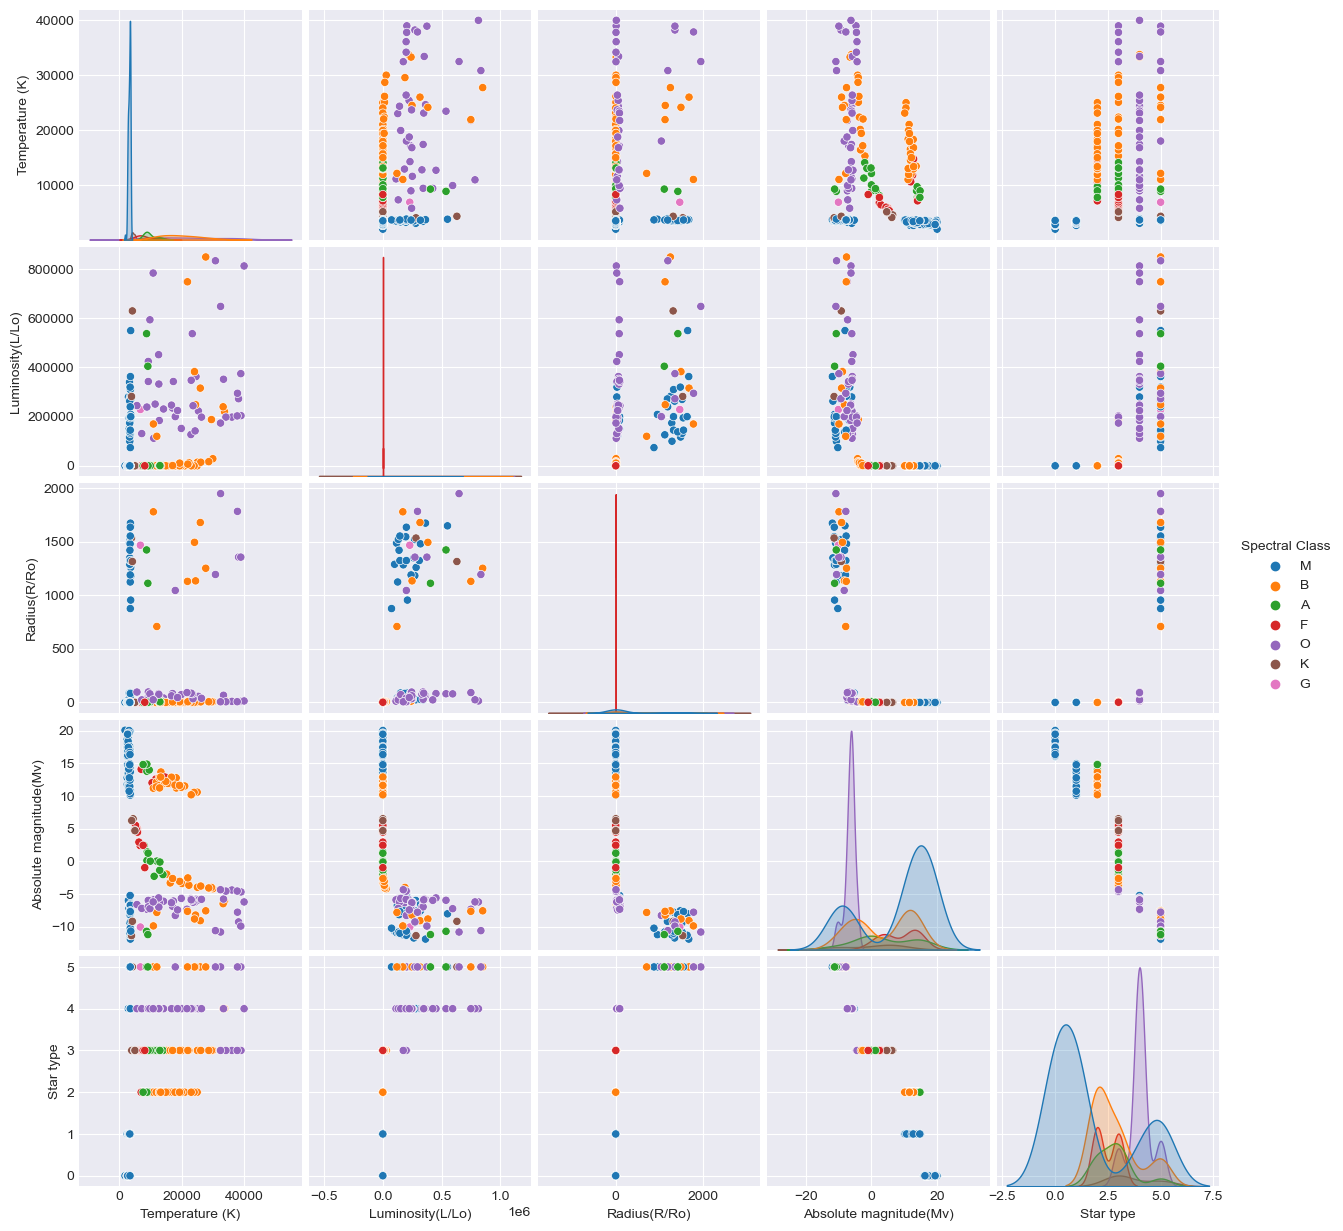 40000
30000
20000
10000
Temperature (K)
800000
600000
400000
200000
0
Luminosity(L/Lo)
2000
1500
1000
500
0
Radius(R/Ro)
Spectral Class
M
B
A
F
O
K
G
20
15
10
5
0
−5
−10
Absolute magnitude(Mv)
5
4
3
2
1
0
Star type
0 20000 40000
−0.5 0.0 0.5 1.0
1e6
0 2000
−20 0 20
−2.5 0.0 2.5 5.0 7.5
Temperature (K) Luminosity(L/Lo) Radius(R/Ro) Absolute magnitude(Mv) Star type